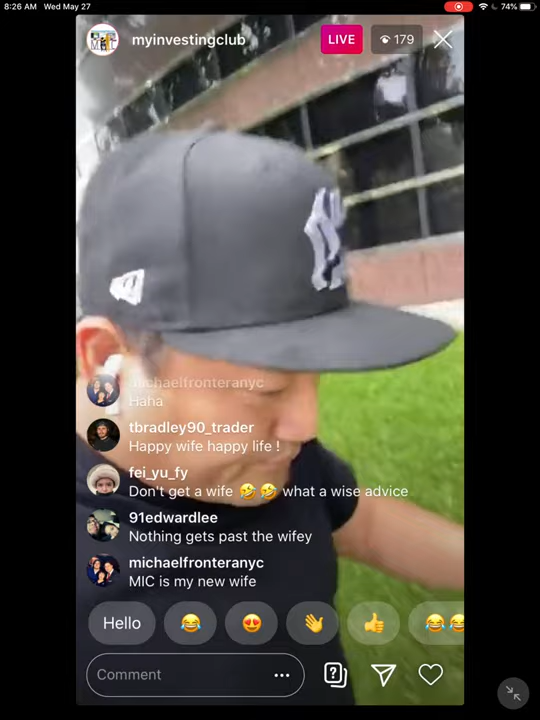 8:26 AM Wed May 27
74%
myinvestingclub
LIVE
179
michaelfronteranyc
Haha
tbradley90_trader
Happy wife happy life !
fei_yu_fy
Don't get a wife 🤣🤣 what a wise advice
91edwardlee
Nothing gets past the wifey
michaelfronteranyc
MIC is my new wife
Hello
Comment